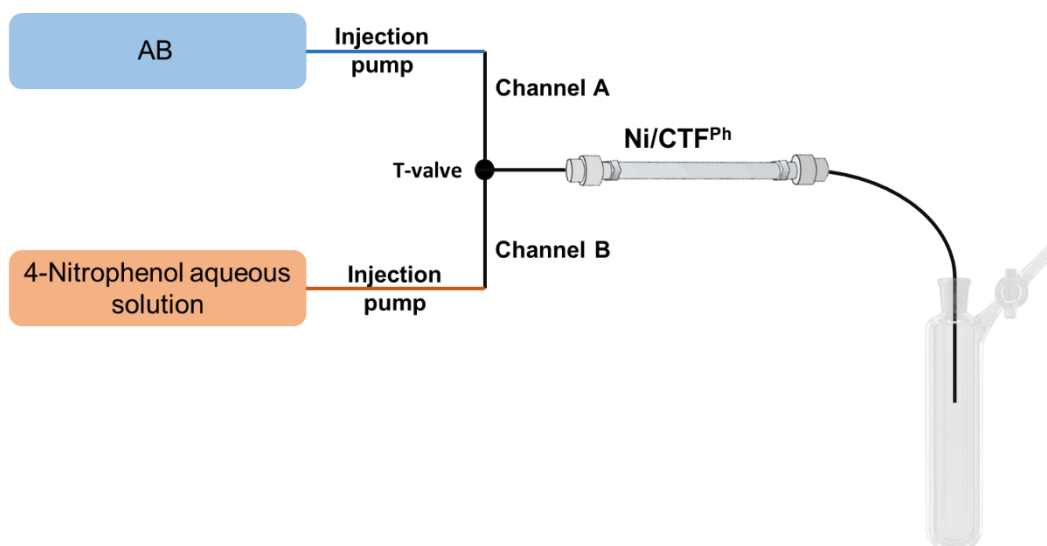 AB
Injection
pump
Channel A
Ni/CTFPh
T-valve
Channel B
4-Nitrophenol aqueous
solution
Injection
pump